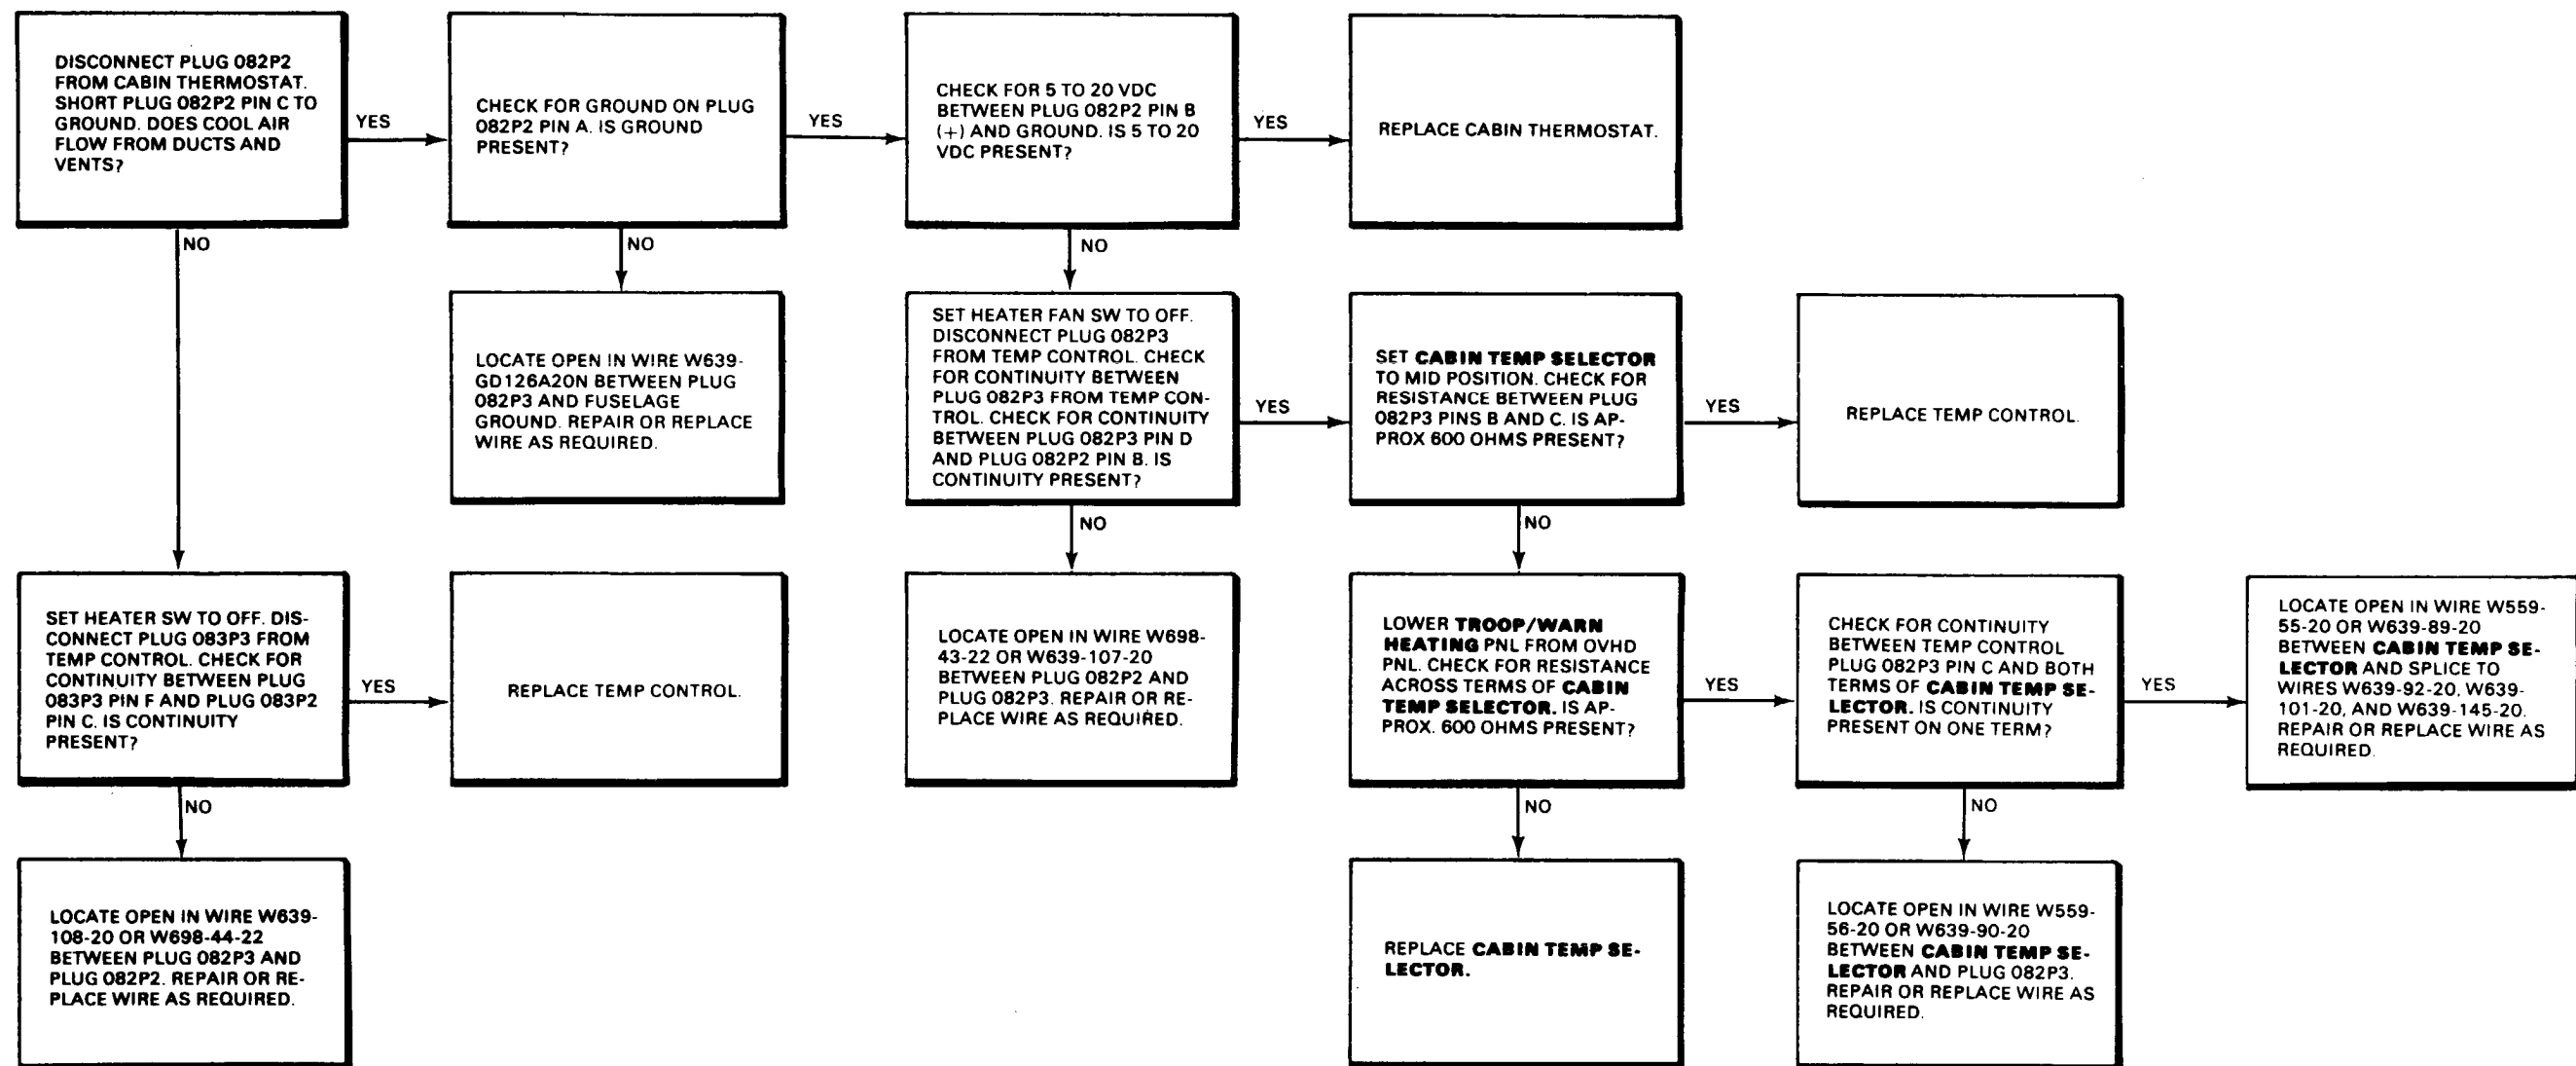 DISCONNECT PLUG 082P2
FROM CABIN THERMOSTAT.
SHORT PLUG 082P2 PIN C TO
GROUND. DOES COOL AIR
FLOW FROM DUCTS AND
VENTS?
YES
CHECK FOR GROUND ON PLUG
082P2 PIN A. IS GROUND
PRESENT?
YES
CHECK FOR 5 TO 20 VDC
BETWEEN PLUG 082P2 PIN B
(+) AND GROUND. IS 5 TO 20
VDC PRESENT?
YES
REPLACE CABIN THERMOSTAT.
NO
NO
NO
LOCATE OPEN IN WIRE W639-
GD126A20N BETWEEN PLUG
082P3 AND FUSELAGE
GROUND. REPAIR OR REPLACE
WIRE AS REQUIRED.
SET HEATER FAN SW TO OFF.
DISCONNECT PLUG 082P3
FROM TEMP CONTROL. CHECK
FOR CONTINUITY BETWEEN
PLUG 082P3 FROM TEMP CON-
TROL. CHECK FOR CONTINUITY
BETWEEN PLUG 082P3 PIN D
AND PLUG 082P2 PIN B. IS
CONTINUITY PRESENT?
YES
SET CABIN TEMP SELECTOR
TO MID POSITION. CHECK FOR
RESISTANCE BETWEEN PLUG
082P3 PINS B AND C. IS AP-
PROX 600 OHMS PRESENT?
YES
REPLACE TEMP CONTROL.
NO
NO
SET HEATER SW TO OFF. DIS-
CONNECT PLUG 083P3 FROM
TEMP CONTROL. CHECK FOR
CONTINUITY BETWEEN PLUG
083P3 PIN F AND PLUG 083P2
PIN C. IS CONTINUITY
PRESENT?
YES
REPLACE TEMP CONTROL.
LOCATE OPEN IN WIRE W698-
43-22 OR W639-107-20
BETWEEN PLUG 082P2 AND
PLUG 082P3. REPAIR OR RE-
PLACE WIRE AS REQUIRED.
LOWER TROOP/WARN
HEATING PNL FROM OVHD
PNL. CHECK FOR RESISTANCE
ACROSS TERMS OF CABIN
TEMP SELECTOR. IS AP-
PROX. 600 OHMS PRESENT?
YES
CHECK FOR CONTINUITY
BETWEEN TEMP CONTROL
PLUG 082P3 PIN C AND BOTH
TERMS OF CABIN TEMP SE-
LECTOR. IS CONTINUITY
PRESENT ON ONE TERM?
YES
LOCATE OPEN IN WIRE W559-
55-20 OR W639-89-20
BETWEEN CABIN TEMP SE-
LECTOR AND SPLICE TO
WIRES W639-92-20, W639-
101-20, AND W639-145-20.
REPAIR OR REPLACE WIRE AS
REQUIRED.
NO
NO
NO
LOCATE OPEN IN WIRE W639-
108-20 OR W698-44-22
BETWEEN PLUG 082P3 AND
PLUG 082P2. REPAIR OR RE-
PLACE WIRE AS REQUIRED.
REPLACE CABIN TEMP SE-
LECTOR.
LOCATE OPEN IN WIRE W559-
56-20 OR W639-90-20
BETWEEN CABIN TEMP SE-
LECTOR AND PLUG 082P3.
REPAIR OR REPLACE WIRE AS
REQUIRED.